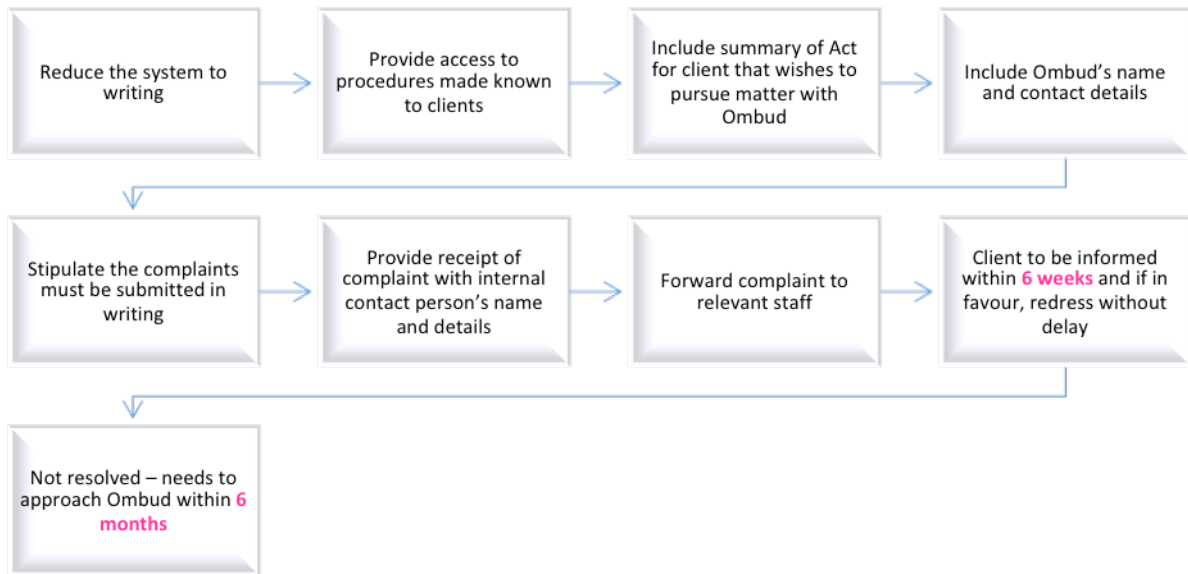 Reduce the system to
writing
Provide access to
procedures made known
to clients
Include summary of Act
for client that wishes to
pursue matter with
Ombud
Include Ombud's name
and contact details
Stipulate the complaints
must be submitted in
writing
Provide receipt of
complaint with internal
contact person's name
and details
Forward complaint to
relevant staff
Client to be informed
within 6 weeks and if in
favour, redress without
delay
Not resolved – needs to
approach Ombud within 6
months